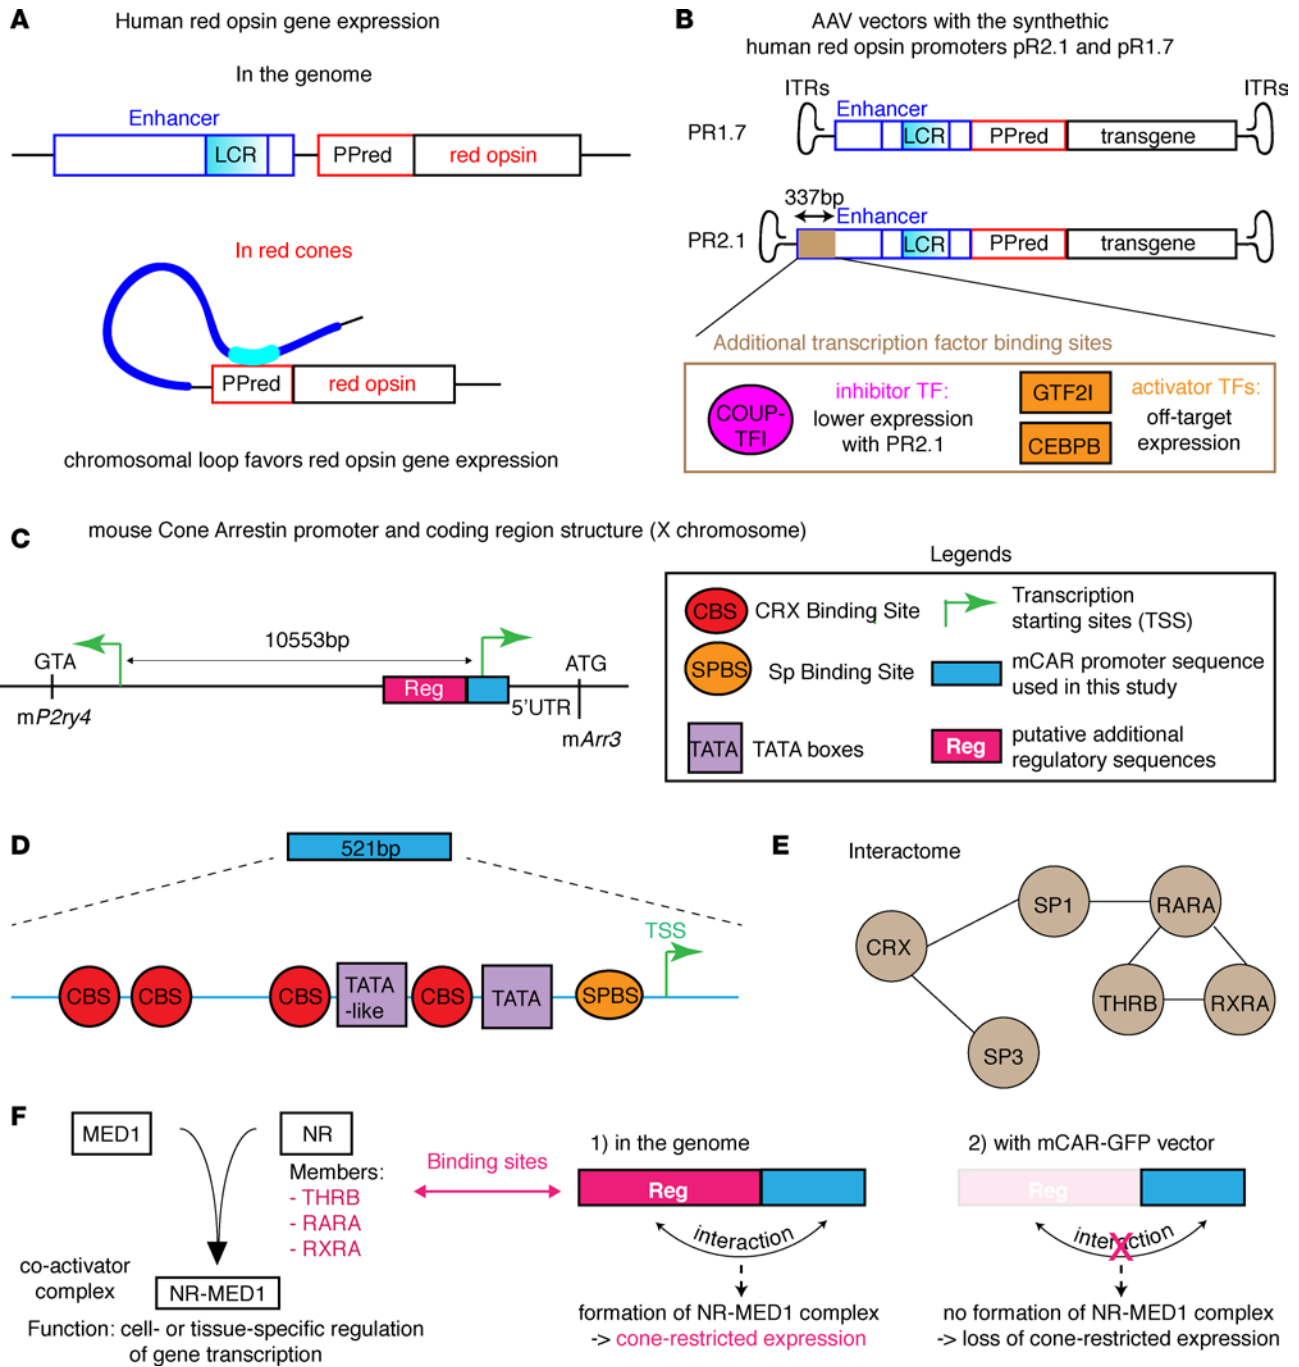 A
Human red opsin gene expression
In the genome
Enhancer
LCR
PPred
red opsin
In red cones
PPred
red opsin
chromosomal loop favors red opsin gene expression
B
AAV vectors with the synthethic
human red opsin promoters pR2.1 and pR1.7
ITRs
ITRs
Enhancer
PR1.7
LCR
PPred
transgene
337bp
Enhancer
PR2.1
LCR
PPred
transgene
Additional transcription factor binding sites
COUP-
TFI
inhibitor TF:
lower expression
with PR2.1
GTF2I
CEBPB
activator TFs:
off-target
expression
C
mouse Cone Arrestin promoter and coding region structure (X chromosome)
10553bp
GTA
ATG
Reg
5'UTR
mP2ry4
mArr3
Legends
CBS
CRX Binding Site
Transcription
starting sites (TSS)
SPBS
Sp Binding Site
mCAR promoter sequence
used in this study
TATA
TATA boxes
Reg
putative additional
regulatory sequences
D
521bp
TSS
CBS
CBS
CBS
TATA
-like
CBS
TATA
SPBS
E
Interactome
SP1
RARA
CRX
THRB
RXRA
SP3
F
MED1
NR
Members:
- THRB
- RARA
- RXRA
co-activator
complex
NR-MED1
Function: cell- or tissue-specific regulation
of gene transcription
Binding sites
1) in the genome
Reg
interaction
formation of NR-MED1 complex
-> cone-restricted expression
2) with mCAR-GFP vector
Reg
interaction
X
no formation of NR-MED1 complex
-> loss of cone-restricted expression